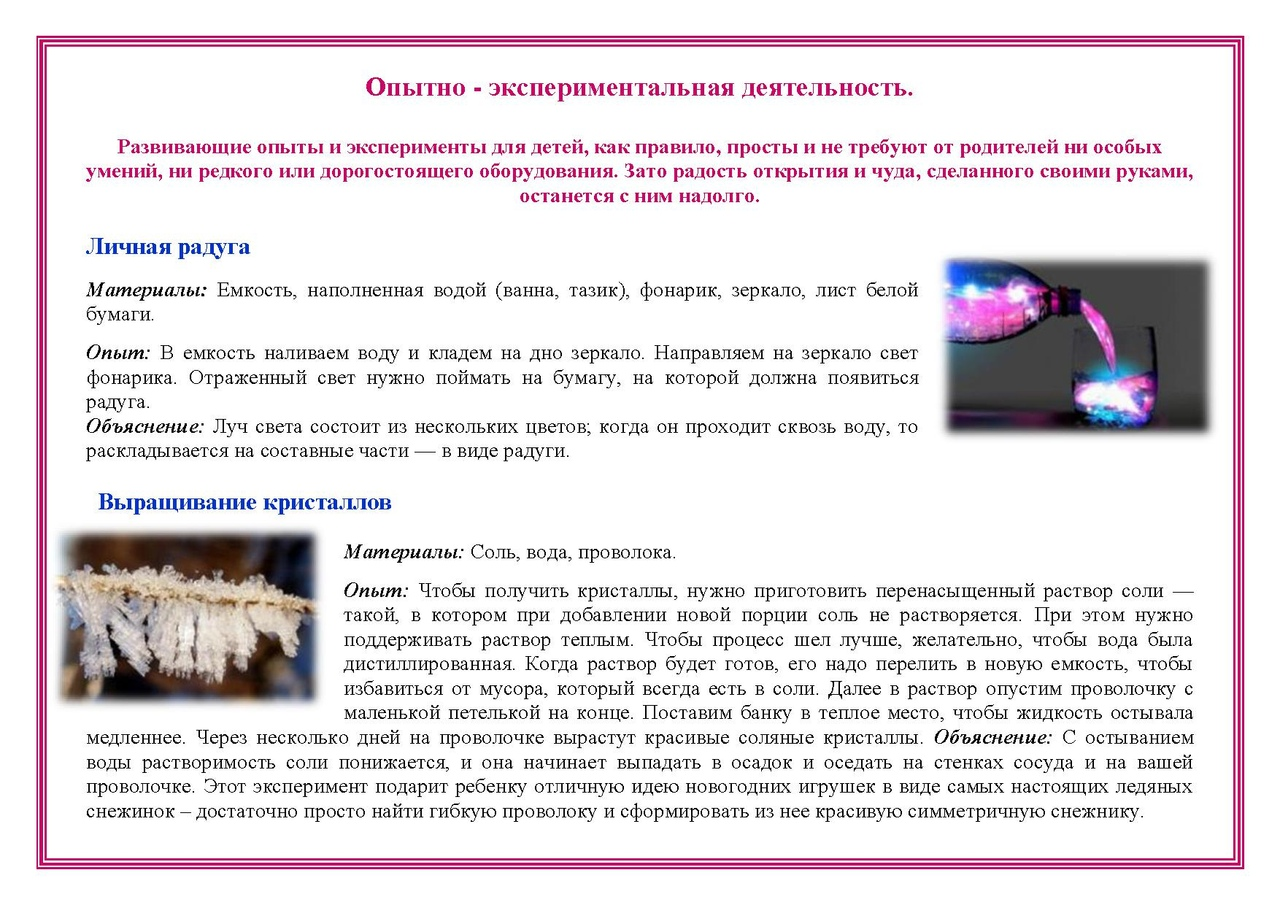 Опытно - экспериментальная деятельность.
Развивающие опыты и эксперименты для детей, как правило, просты и не требуют от родителей ни особых
умений, ни редкого или дорогостоящего оборудования. Зато радость открытия и чуда, сделанного своими руками,
останется с ним надолго.
Личная радуга
Материалы: Емкость, наполненная водой (ванна, тазик), фонарик, зеркало, лист белой
бумаги.
Опыт: В емкость наливаем воду и кладем на дно зеркало. Направляем на зеркало свет
фонарика. Отраженный свет нужно поймать на бумагу, на которой должна появиться
радуга.
Объяснение: Луч света состоит из нескольких цветов; когда он проходит сквозь воду, то
раскладывается на составные части — в виде радуги.
Выращивание кристаллов
Материалы: Соль, вода, проволока.
Опыт: Чтобы получить кристаллы, нужно приготовить перенасыщенный раствор соли —
такой, в котором при добавлении новой порции соль не растворяется. При этом нужно
поддерживать раствор теплым. Чтобы процесс шел лучше, желательно, чтобы вода была
дистиллированная. Когда раствор будет готов, его надо перелить в новую емкость, чтобы
избавиться от мусора, который всегда есть в соли. Далее в раствор опустим проволочку с
маленькой петелькой на конце. Поставим банку в теплое место, чтобы жидкость остывала
медленнее. Через несколько дней на проволочке вырастут красивые соляные кристаллы. Объяснение: С остыванием
воды растворимость соли понижается, и она начинает выпадать в осадок и оседать на стенках сосуда и на вашей
проволочке. Этот эксперимент подарит ребенку отличную идею новогодних игрушек в виде самых настоящих ледяных
снежинок – достаточно просто найти гибкую проволоку и сформировать из нее красивую симметричную снежнику.